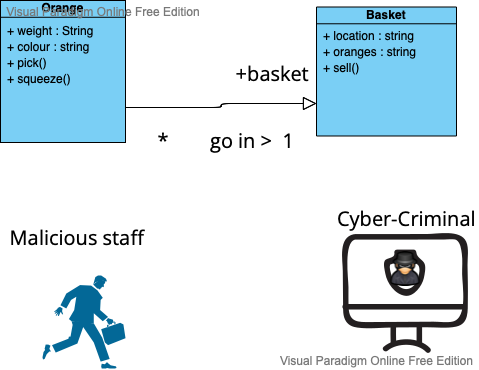 Orange
Visual Paradigm Online Free Edition
+ weight : String
+ colour : string
+ pick()
+ squeeze()
Basket
+ location : string
+ oranges : string
+ sell()
+basket
* go in > 1
Malicious staff
Cyber-Criminal
Visual Paradigm Online Free Edition